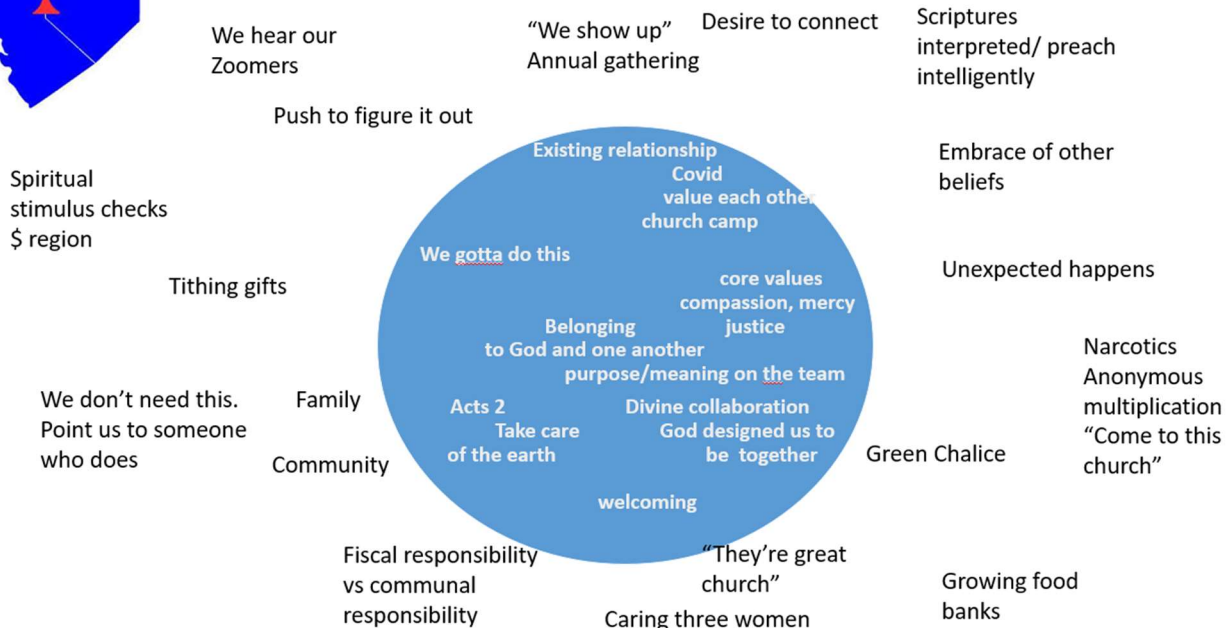 We hear our
Zoomers
“We show up”
Annual gathering
Desire to connect
Scriptures
interpreted/ preach
intelligently
Push to figure it out
Existing relationship
Covid
value each other
church camp
Embrace of other
beliefs
Spiritual
stimulus checks
$ region
We gotta do this
Unexpected happens
Tithing gifts
core values
compassion, mercy
justice
Belonging
to God and one another
purpose/meaning on the team
Narcotics
Anonymous
multiplication
“Come to this
church”
We don’t need this.
Point us to someone
who does
Family
Community
Acts 2
Take care
of the earth
Divine collaboration
God designed us to
be together
Green Chalice
welcoming
Fiscal responsibility
vs communal
responsibility
“They’re great
church”
Caring three women
Growing food
banks